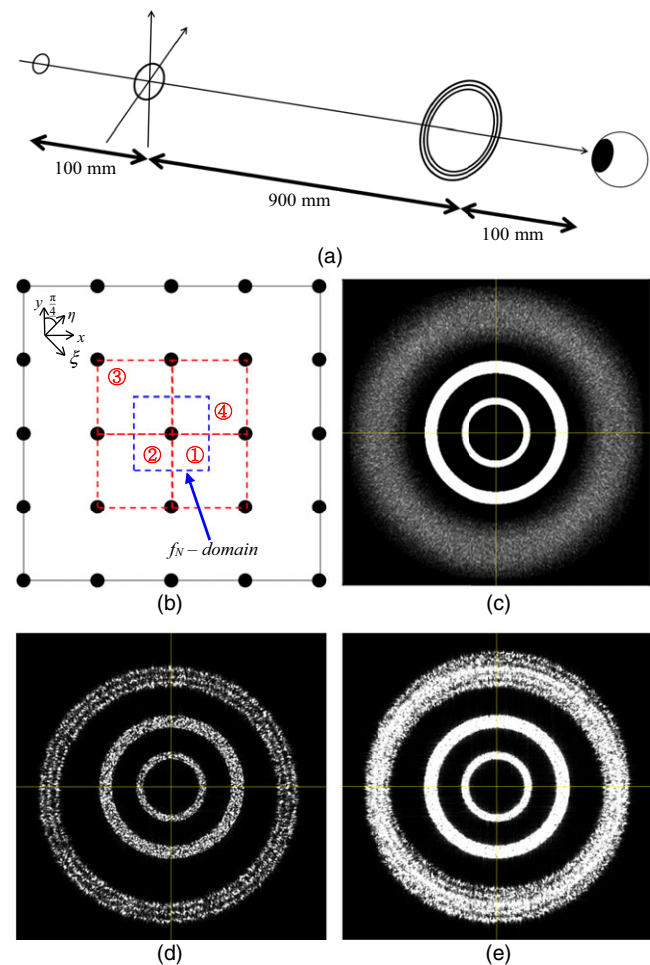 100 mm
900 mm
100 mm
(a)
y π/4 η
x
ξ
③
④
② ①
f_N – domain
(b)
(c)
(d)
(e)